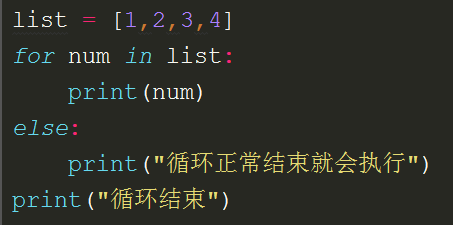 list = [1,2,3,4]
for num in list:
    print(num)
else:
    print("循环正常结束就会执行")
print("循环结束")